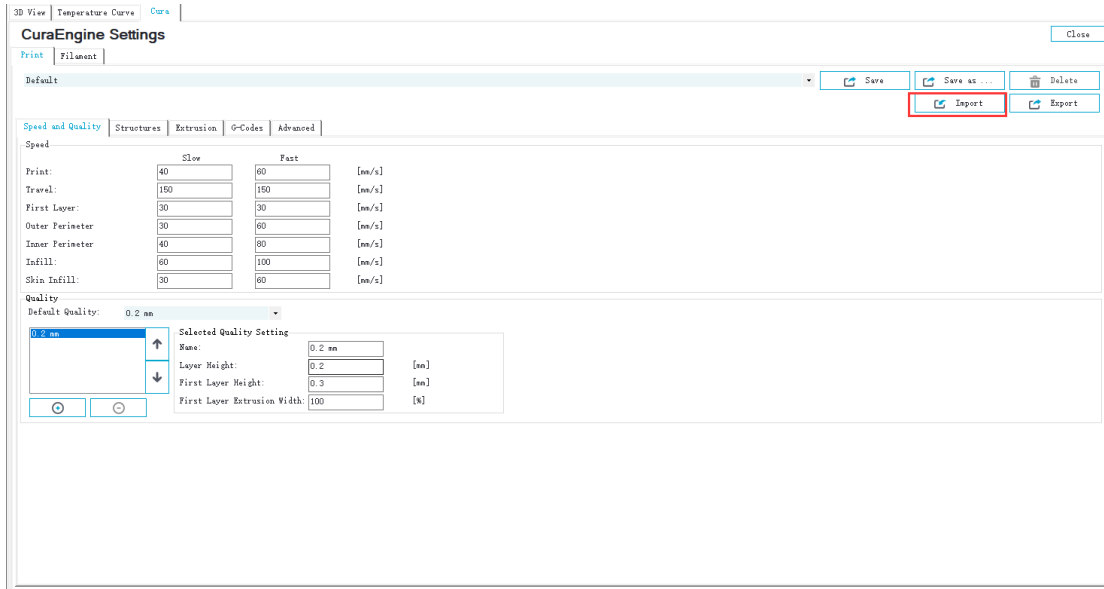 3D View Temperature Curve Cura
CuraEngine Settings Close
Print Filament
Default Save Save as ... Delete
Import Export
Speed and Quality Structures Extrusion G-Codes Advanced
Speed
Slow Fast
Print: 40 60 [mm/s]
Travel: 150 150 [mm/s]
First Layer: 30 30 [mm/s]
Outer Perimeter 30 60 [mm/s]
Inner Perimeter 40 80 [mm/s]
Infill: 60 100 [mm/s]
Skin Infill: 30 60 [mm/s]
Quality
Default Quality: 0.2 mm
0.2 mm
Selected Quality Setting
Name: 0.2 mm
Layer Height: 0.2 [mm]
First Layer Height: 0.3 [mm]
First Layer Extrusion Width: 100 [%]